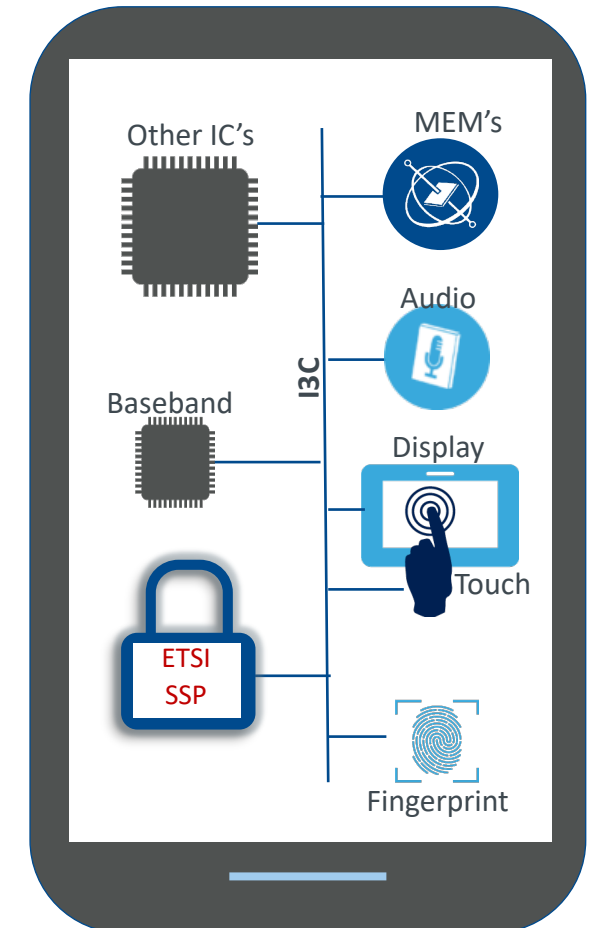 Other IC's
MEM's
Audio
I3C
Baseband
Display
Touch
ETSI
SSP
Fingerprint